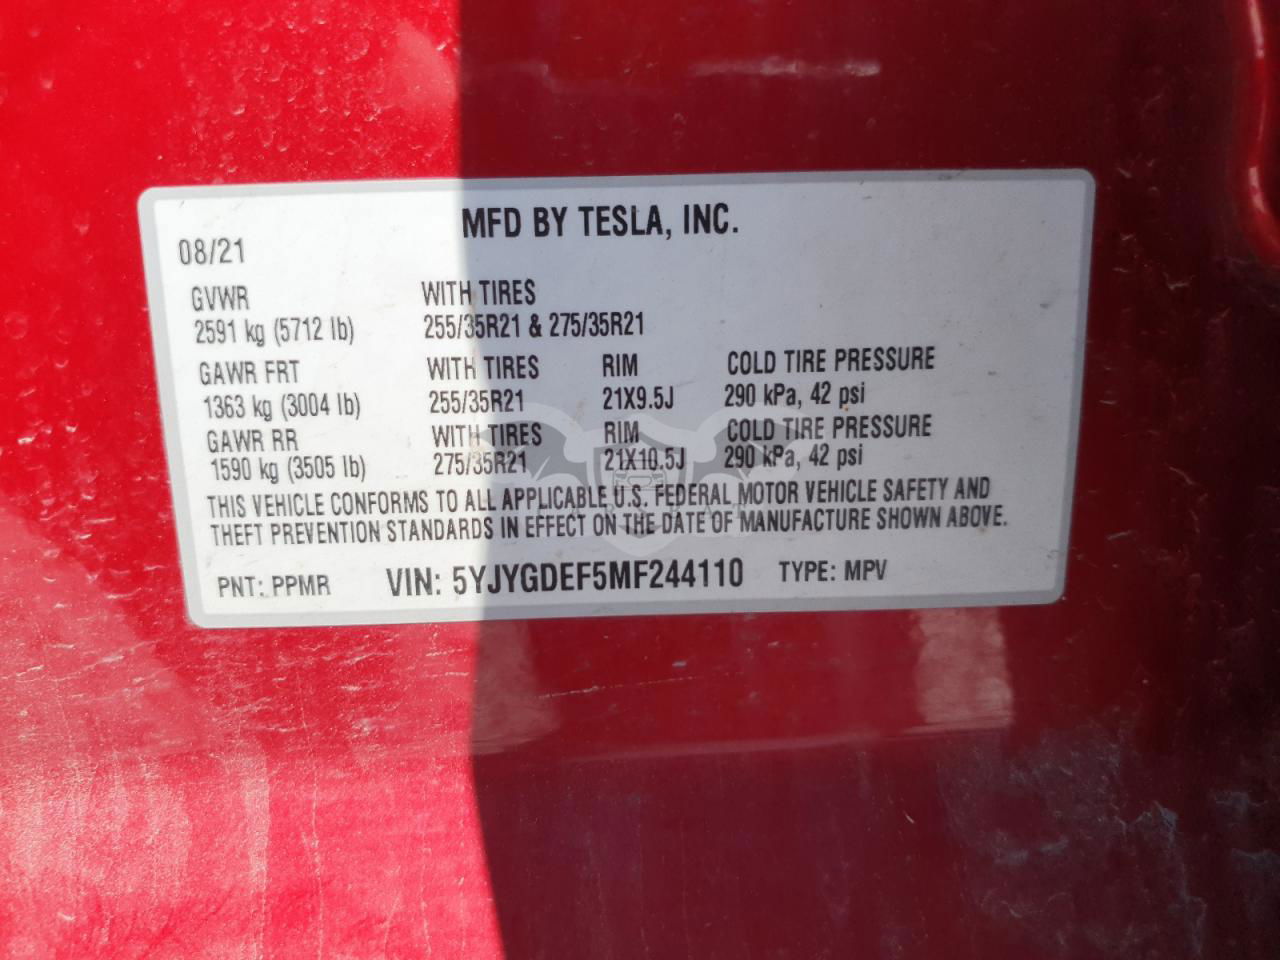 MFD BY TESLA, INC.
08/21
GVWR WITH TIRES
2591 kg (5712 lb) 255/35R21 & 275/35R21
GAWR FRT WITH TIRES RIM COLD TIRE PRESSURE
1363 kg (3004 lb) 255/35R21 21X9.5J 290 kPa, 42 psi
GAWR RR WITH TIRES RIM COLD TIRE PRESSURE
1590 kg (3505 lb) 275/35R21 21X10.5J 290 kPa, 42 psi
THIS VEHICLE CONFORMS TO ALL APPLICABLE U.S. FEDERAL MOTOR VEHICLE SAFETY AND
THEFT PREVENTION STANDARDS IN EFFECT ON THE DATE OF MANUFACTURE SHOWN ABOVE.
PNT: PPMR VIN: 5YJYGDEF5MF244110 TYPE: MPV